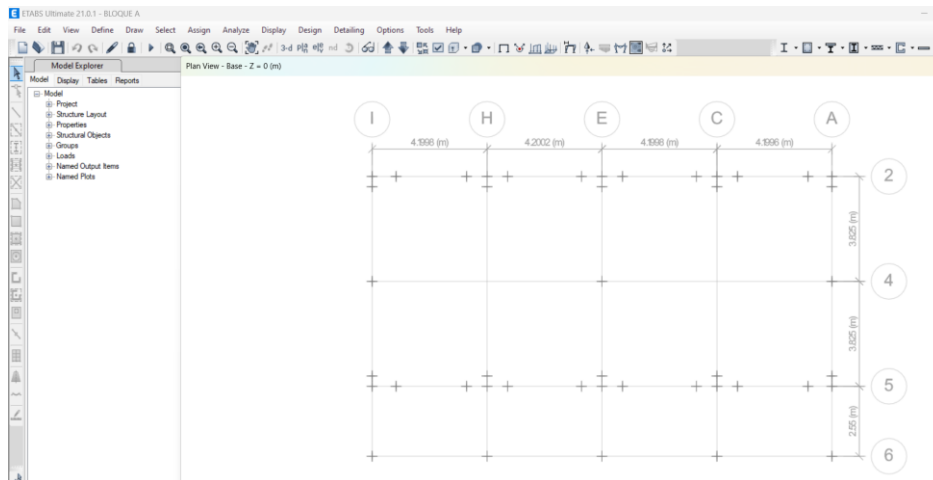 ETABS Ultimate 21.0.1 - BLOQUE A
File Edit View Define Draw Select Assign Analyze Display Design Detailing Options Tools Help
3-d
nd
Model Explorer
Model Display Tables Reports
Model
Project
Structure Layout
Properties
Structural Objects
Groups
Loads
Named Output Items
Named Plots
Plan View - Base - Z = 0 (m)
I H E C A
4.1998 (m) 4.2002 (m) 4.1998 (m) 4.1996 (m)
2
3.825 (m)
4
3.825 (m)
5
2.55 (m)
6